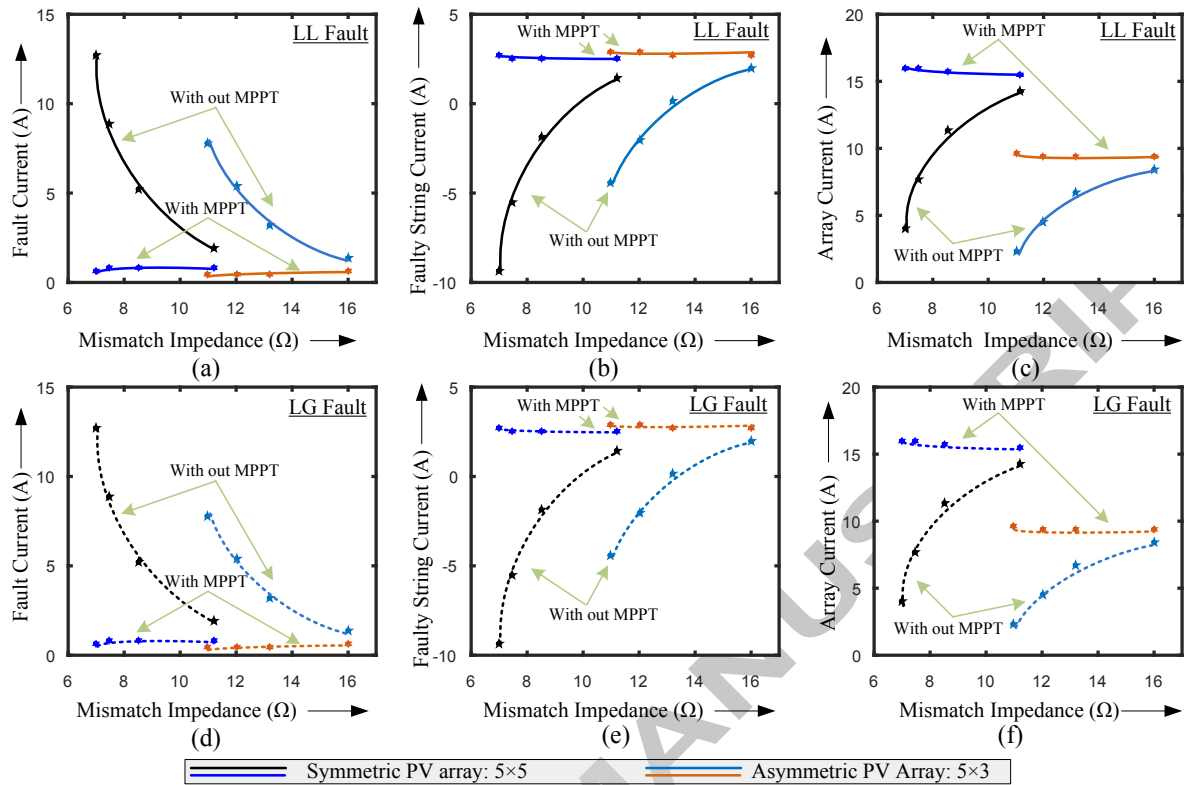 LL Fault
Fault Current (A)
15
10
5
0
With out MPPT
With MPPT
6 8 10 12 14 16
Mismatch Impedance (Ω)
(a)
LL Fault
Faulty String Current (A)
5
0
-5
-10
With MPPT
With out MPPT
6 8 10 12 14 16
Mismatch Impedance (Ω)
(b)
LL Fault
Array Current (A)
20
15
10
5
0
With MPPT
With out MPPT
6 8 10 12 14 16
Mismatch Impedance (Ω)
(c)
LG Fault
Fault Current (A)
15
10
5
0
With out MPPT
With MPPT
6 8 10 12 14 16
Mismatch Impedance (Ω)
(d)
LG Fault
Faulty String Current (A)
5
0
-5
-10
With MPPT
With out MPPT
6 8 10 12 14 16
Mismatch Impedance (Ω)
(e)
LG Fault
Array Current (A)
20
15
10
5
0
With MPPT
With out MPPT
6 8 10 12 14 16
Mismatch Impedance (Ω)
(f)
Symmetric PV array: 5×5
Asymmetric PV Array: 5×3